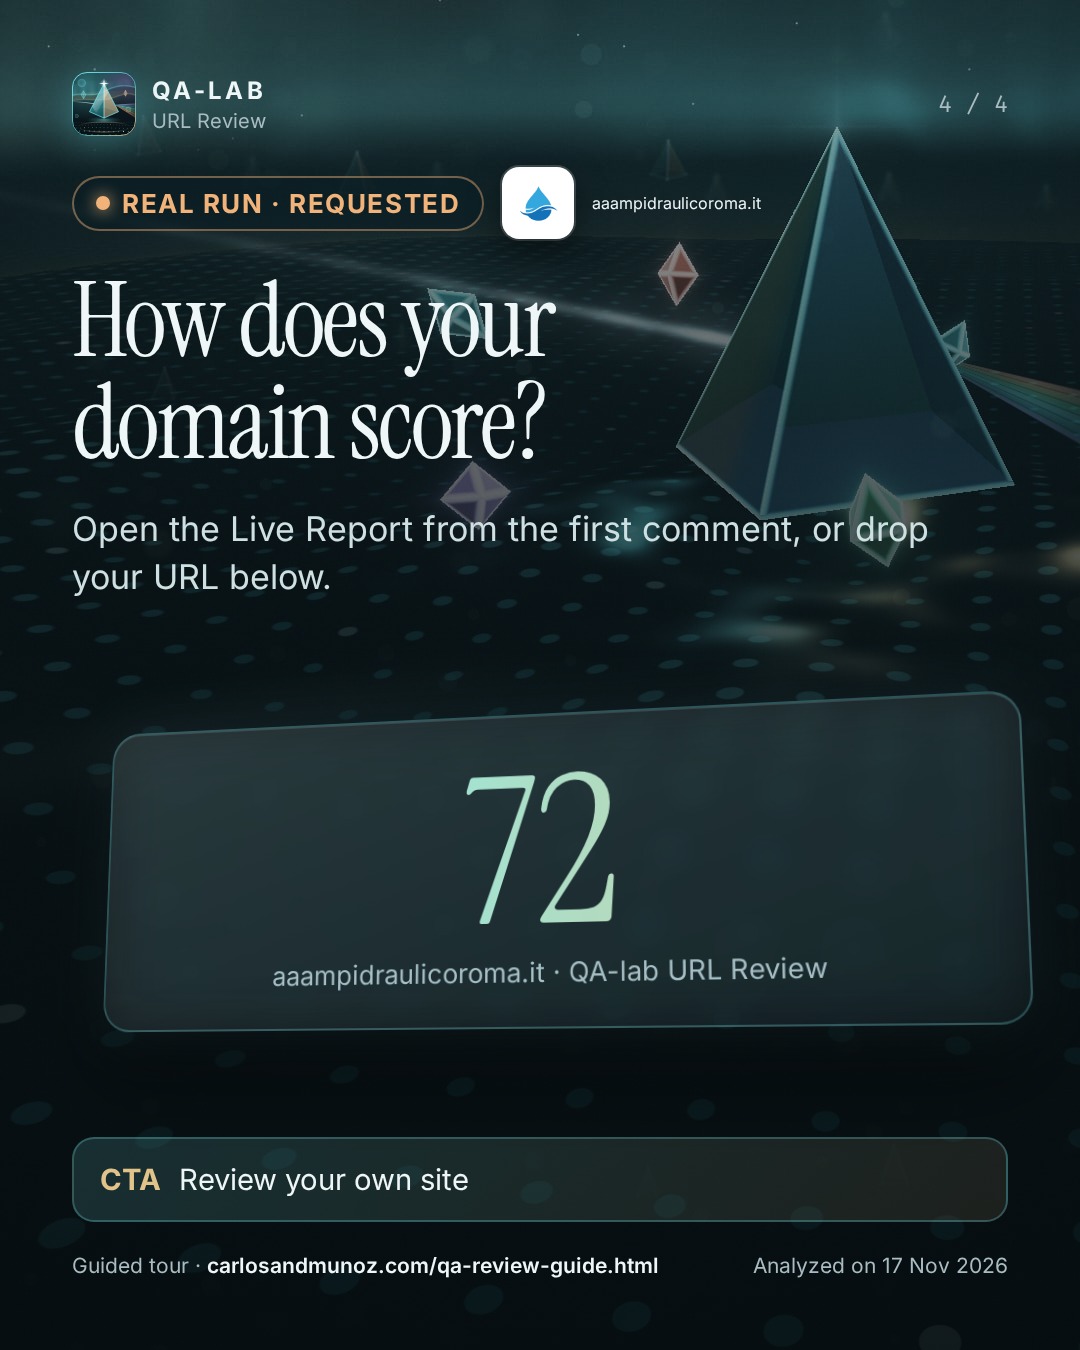 QA-LAB
URL Review
4 / 4
REAL RUN · REQUESTED
aaampidraulicoroma.it
How does your
domain score?
Open the Live Report from the first comment, or drop
your URL below.
72
aaampidraulicoroma.it · QA-lab URL Review
CTA Review your own site
Guided tour · carlosandmunoz.com/qa-review-guide.html
Analyzed on 17 Nov 2026